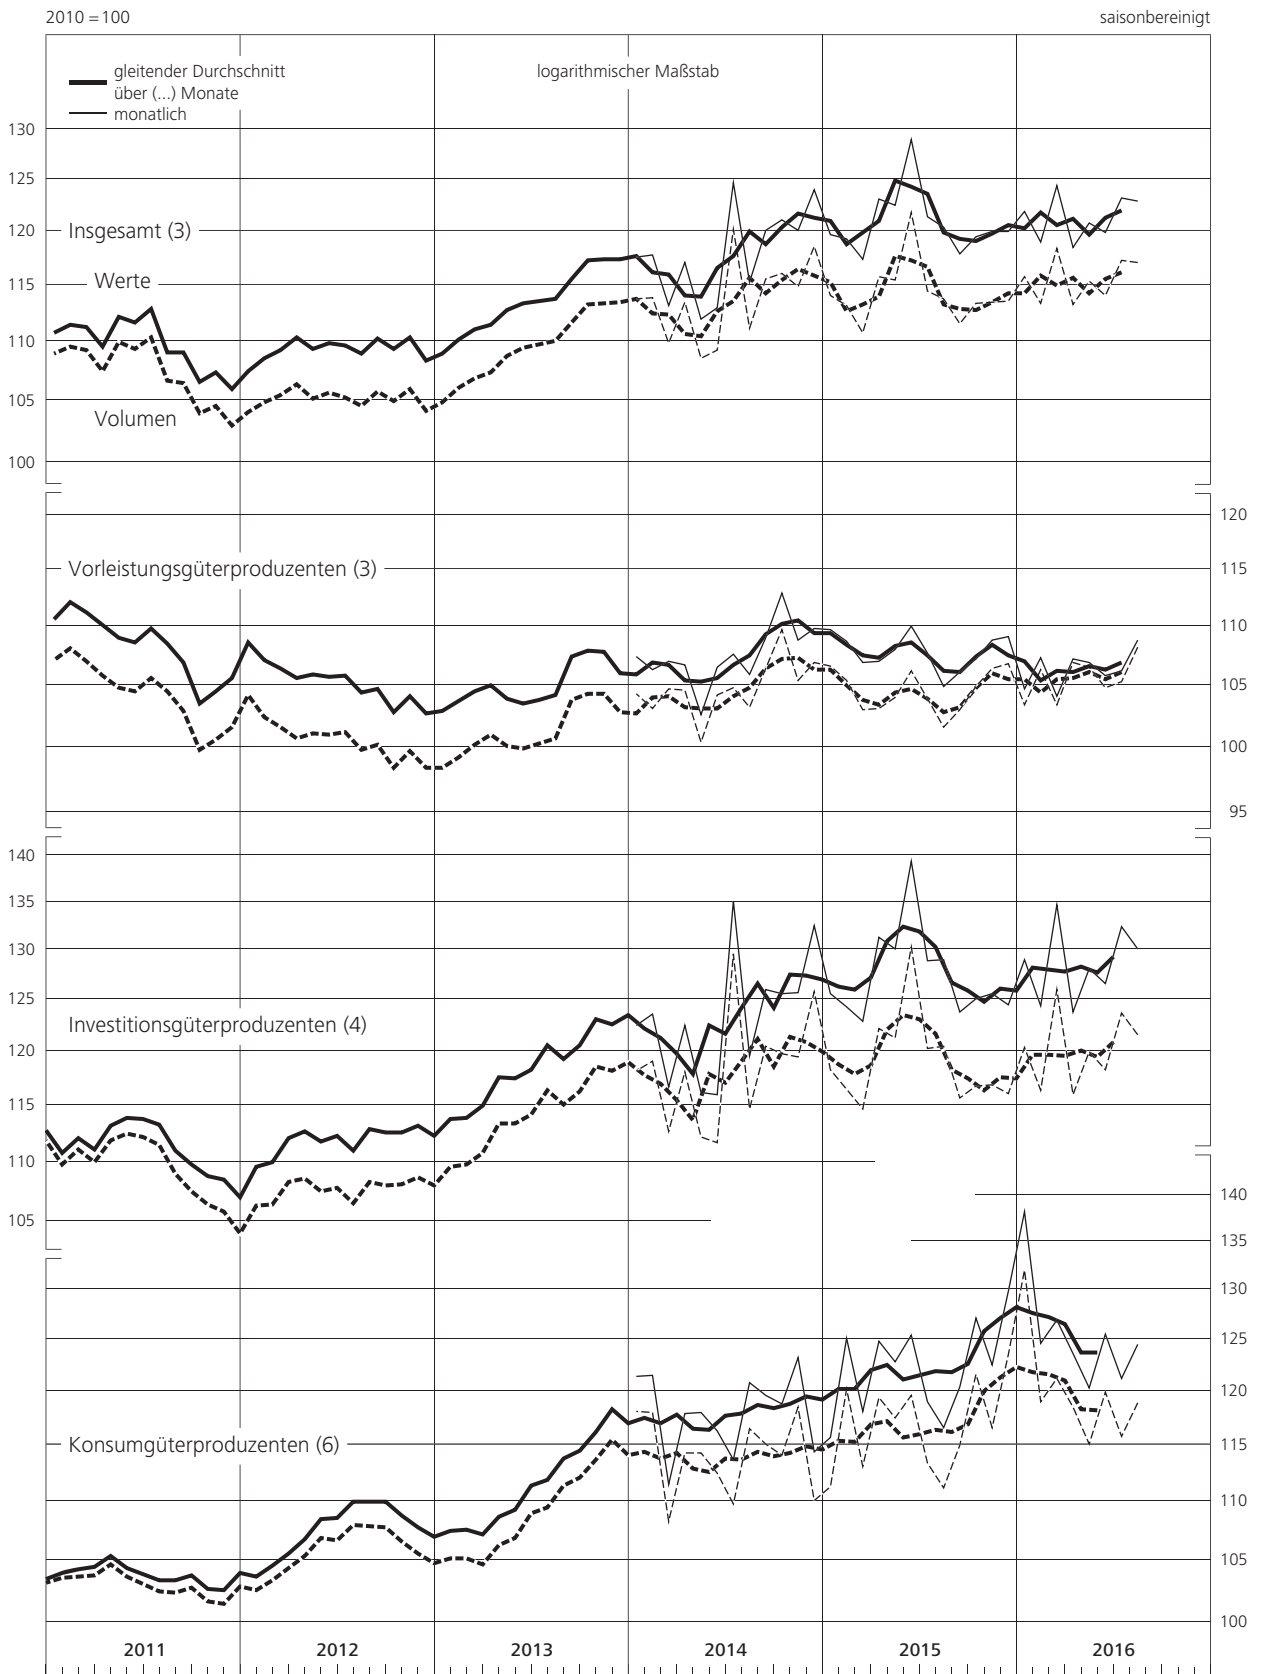 2010 = 100
saisonbereinigt
gleitender Durchschnitt
über (...) Monate
monatlich
logarithmischer Maßstab
130
125
120
115
110
105
100
Insgesamt (3)
Werte
Volumen
120
115
110
105
100
95
Vorleistungsgüterproduzenten (3)
140
135
130
125
120
115
110
105
Investitionsgüterproduzenten (4)
140
135
130
125
120
115
110
105
100
Konsumgüterproduzenten (6)
2011 2012 2013 2014 2015 2016